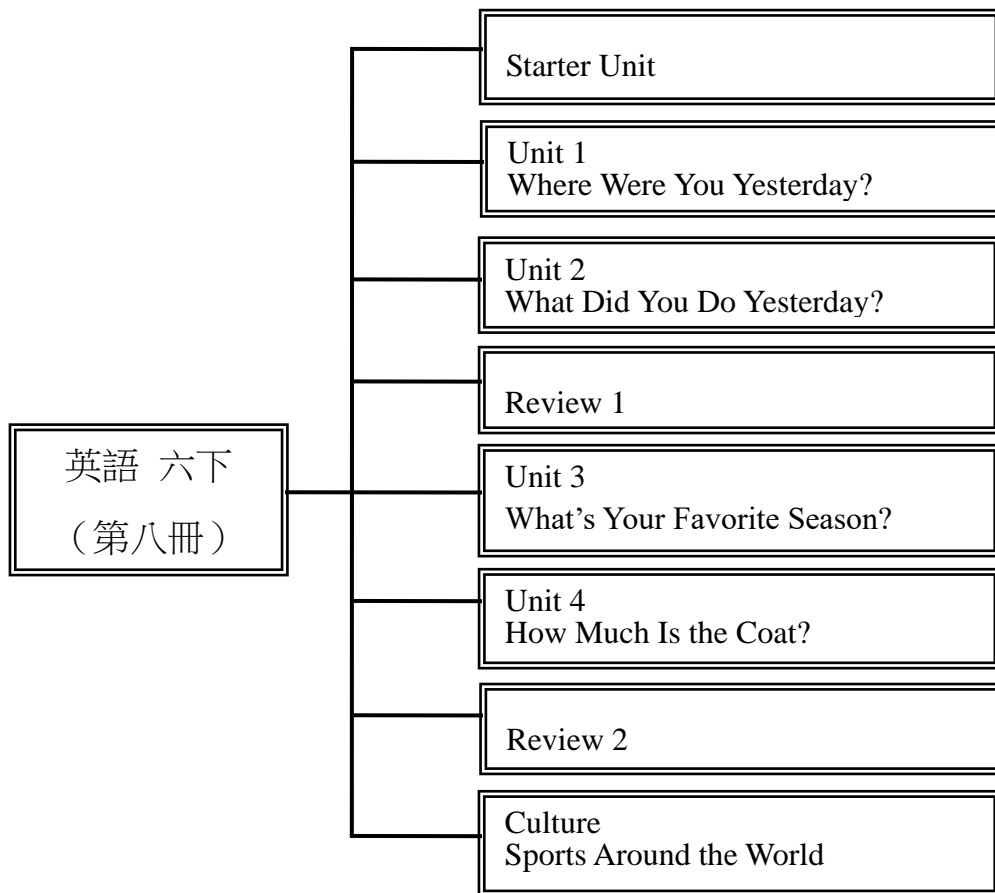 Starter Unit
Unit 1
Where Were You Yesterday?
Unit 2
What Did You Do Yesterday?
Review 1
英語 六下
（第八冊）
Unit 3
What’s Your Favorite Season?
Unit 4
How Much Is the Coat?
Review 2
Culture
Sports Around the World